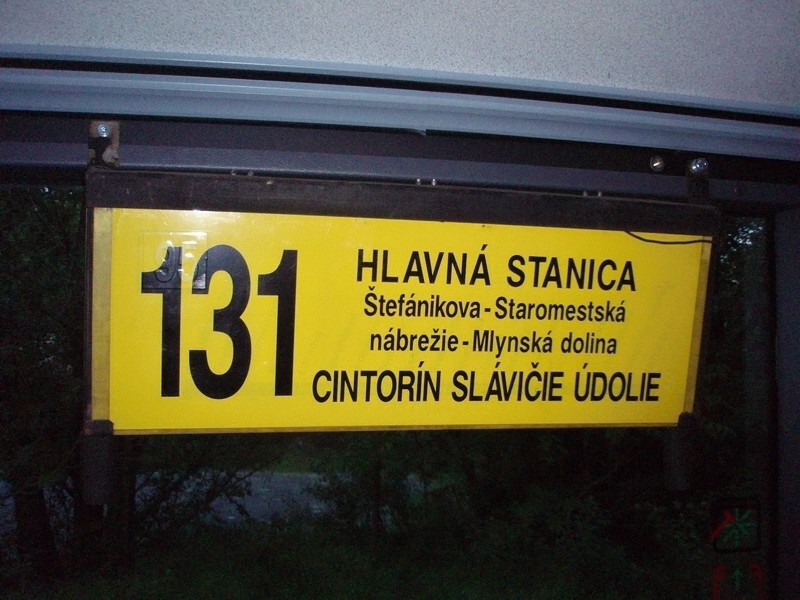 131
HLAVNÁ STANICA
Štefánikova-Staromestská
nábrežie-Mlynská dolina
CINTORÍN SLÁVIČIE ÚDOLIE